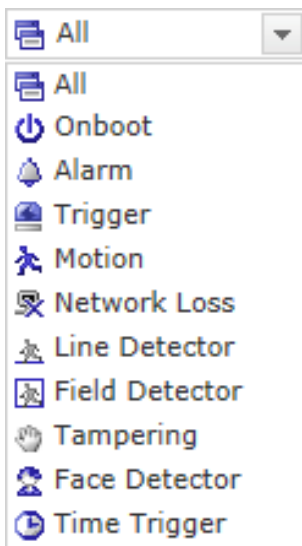 All
All
Onboot
Alarm
Trigger
Motion
Network Loss
Line Detector
Field Detector
Tampering
Face Detector
Time Trigger